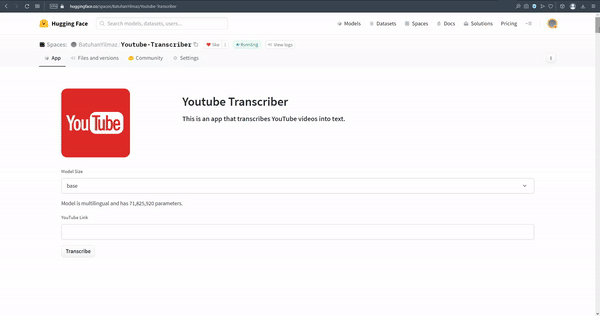 huggingface.co/spaces/BatuhanYilmaz/Youtube-Transcriber
Hugging Face
Search models, datasets, users...
Models
Datasets
Spaces
Docs
Solutions
Pricing
Spaces:
BatuhanYilmaz
Youtube-Transcriber
like
Running
View logs
App
Files and versions
Community
Settings
YouTube
Youtube Transcriber
This is an app that transcribes YouTube videos into text.
Model Size
base
Model is multilingual and has 71,825,920 parameters.
YouTube Link
Transcribe